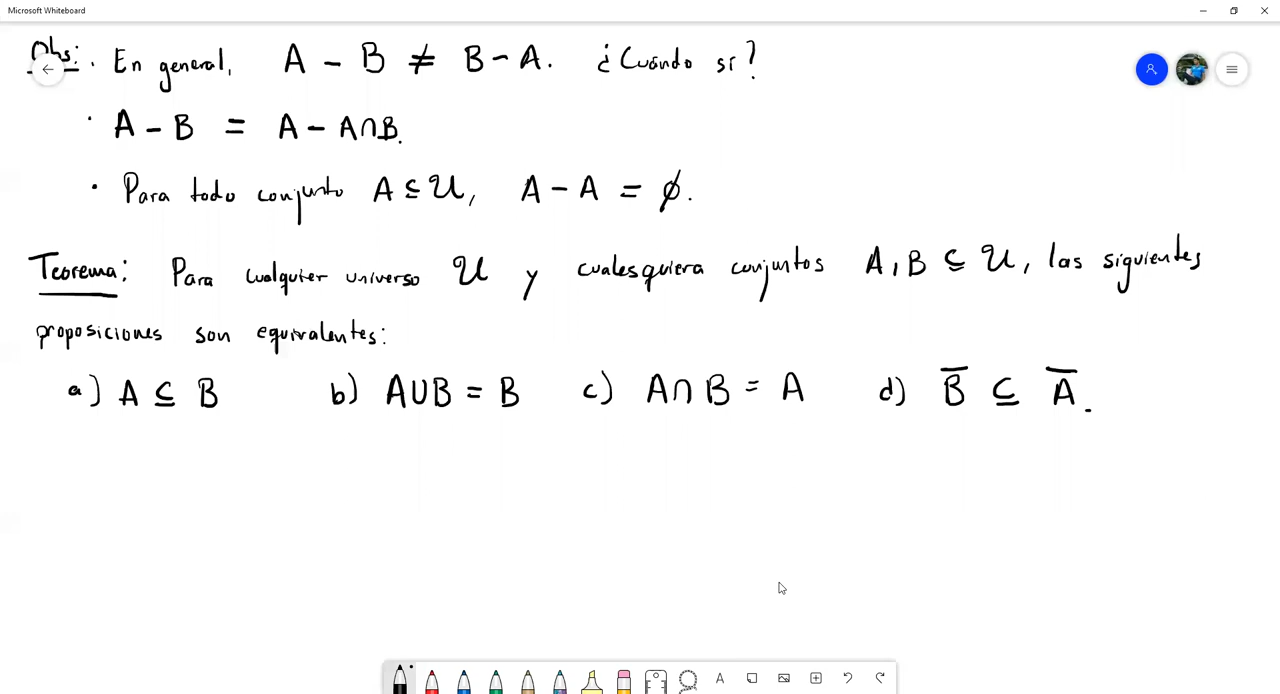 Microsoft Whiteboard
Obs: · En general, A - B ≠ B - A. ¿Cuándo sí?
· A - B = A - A∩B.
· Para todo conjunto A ⊆ U, A - A = ∅.
Teorema: Para cualquier universo U y cualesquiera conjuntos A, B ⊆ U, las siguientes
proposiciones son equivalentes:
a) A ⊆ B b) A∪B = B c) A∩B = A d) B̅ ⊆ A̅.
A